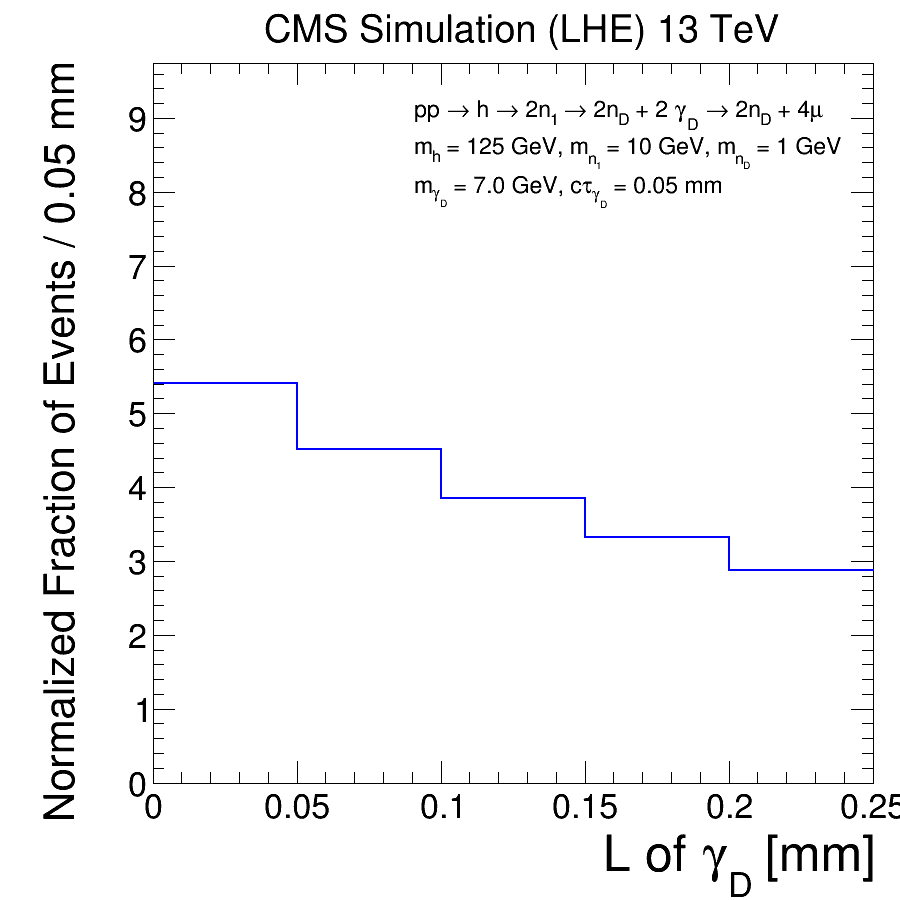 CMS Simulation (LHE) 13 TeV
pp → h → 2n₁ → 2n_D + 2 γ_D → 2n_D + 4μ
m_h = 125 GeV, m_n₁ = 10 GeV, m_n_D = 1 GeV
m_γ_D = 7.0 GeV, cτ_γ_D = 0.05 mm
Normalized Fraction of Events / 0.05 mm
9
8
7
6
5
4
3
2
1
0
0 0.05 0.1 0.15 0.2 0.25
L of γ_D [mm]